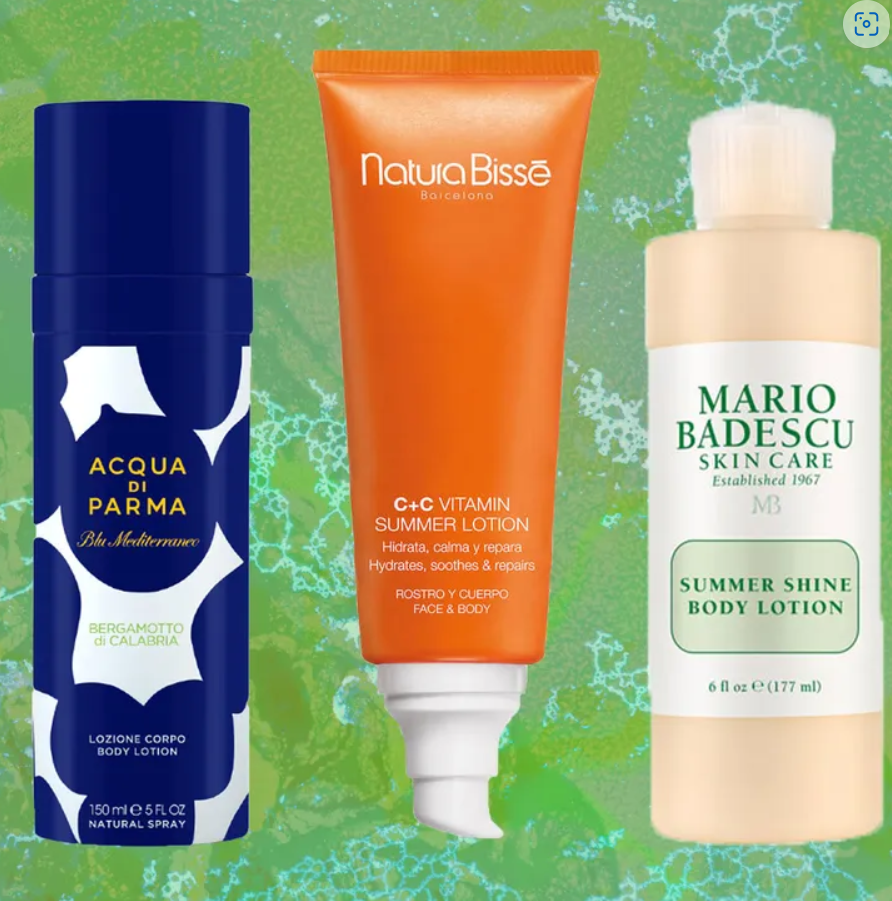 ACQUA
DI
PARMA
Blu Mediterraneo
BERGAMOTTO
di CALABRIA
LOZIONE CORPO
BODY LOTION
150 ml ℮ 5 FL OZ
NATURAL SPRAY
Natura Bissē
Barcelona
C+C VITAMIN
SUMMER LOTION
Hidrata, calma y repara
Hydrates, soothes & repairs
ROSTRO Y CUERPO
FACE & BODY
MARIO
BADESCU
SKIN CARE
Established 1967
MB
SUMMER SHINE
BODY LOTION
6 fl oz ℮ (177 ml)